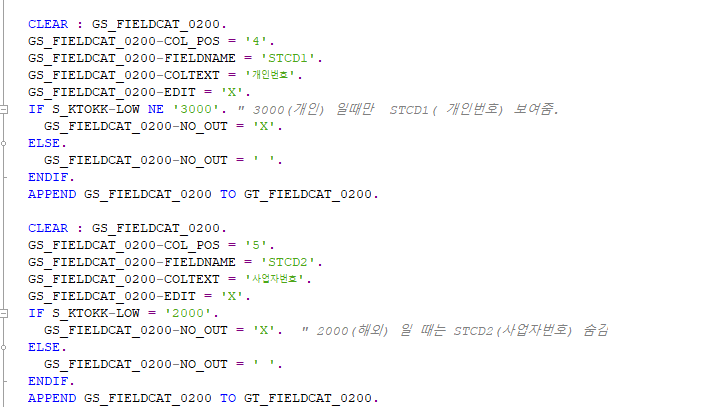 CLEAR : GS_FIELDCAT_0200.
GS_FIELDCAT_0200-COL_POS = '4'.
GS_FIELDCAT_0200-FIELDNAME = 'STCD1'.
GS_FIELDCAT_0200-COLTEXT = '개인번호'.
GS_FIELDCAT_0200-EDIT = 'X'.
IF S_KTOKK-LOW NE '3000'. " 3000(개인) 일때만  STCD1( 개인번호) 보여줌.
  GS_FIELDCAT_0200-NO_OUT = 'X'.
ELSE.
  GS_FIELDCAT_0200-NO_OUT = ' '.
ENDIF.
APPEND GS_FIELDCAT_0200 TO GT_FIELDCAT_0200.
CLEAR : GS_FIELDCAT_0200.
GS_FIELDCAT_0200-COL_POS = '5'.
GS_FIELDCAT_0200-FIELDNAME = 'STCD2'.
GS_FIELDCAT_0200-COLTEXT = '사업자번호'.
GS_FIELDCAT_0200-EDIT = 'X'.
IF S_KTOKK-LOW = '2000'.
  GS_FIELDCAT_0200-NO_OUT = 'X'.  " 2000(해외) 일 때는 STCD2(사업자번호) 숨김
ELSE.
  GS_FIELDCAT_0200-NO_OUT = ' '.
ENDIF.
APPEND GS_FIELDCAT_0200 TO GT_FIELDCAT_0200.